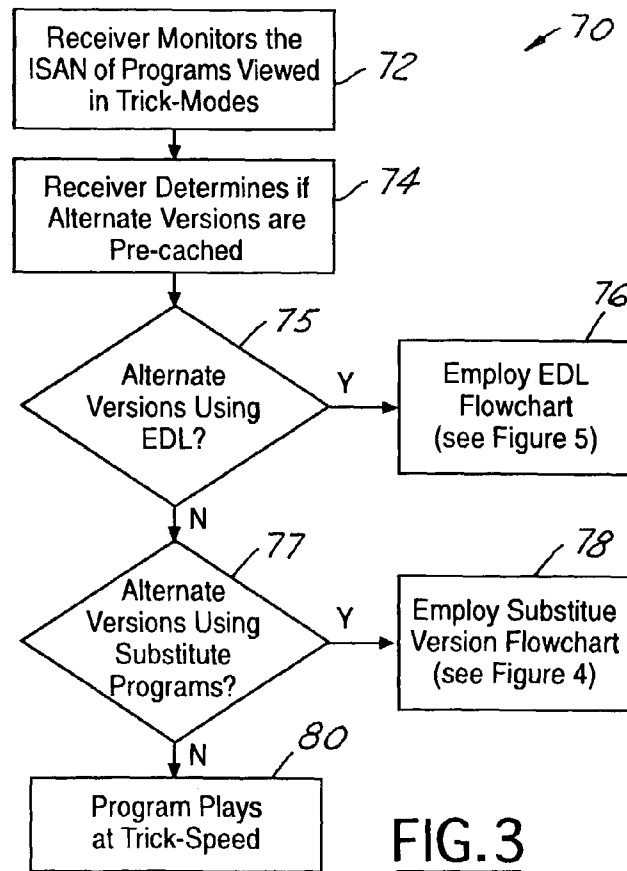 70
Receiver Monitors the
ISAN of Programs Viewed
in Trick-Modes
72
Receiver Determines if
Alternate Versions are
Pre-cached
74
75
Alternate
Versions Using
EDL?
Y
76
Employ EDL
Flowchart
(see Figure 5)
N
77
Alternate
Versions Using
Substitute
Programs?
Y
78
Employ Substitue
Version Flowchart
(see Figure 4)
N
80
Program Plays
at Trick-Speed
FIG.3